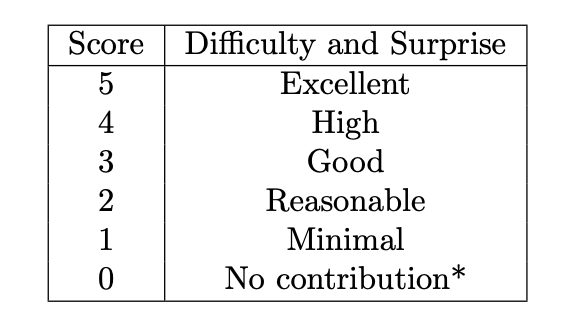 Score Difficulty and Surprise
5 Excellent
4 High
3 Good
2 Reasonable
1 Minimal
0 No contribution*